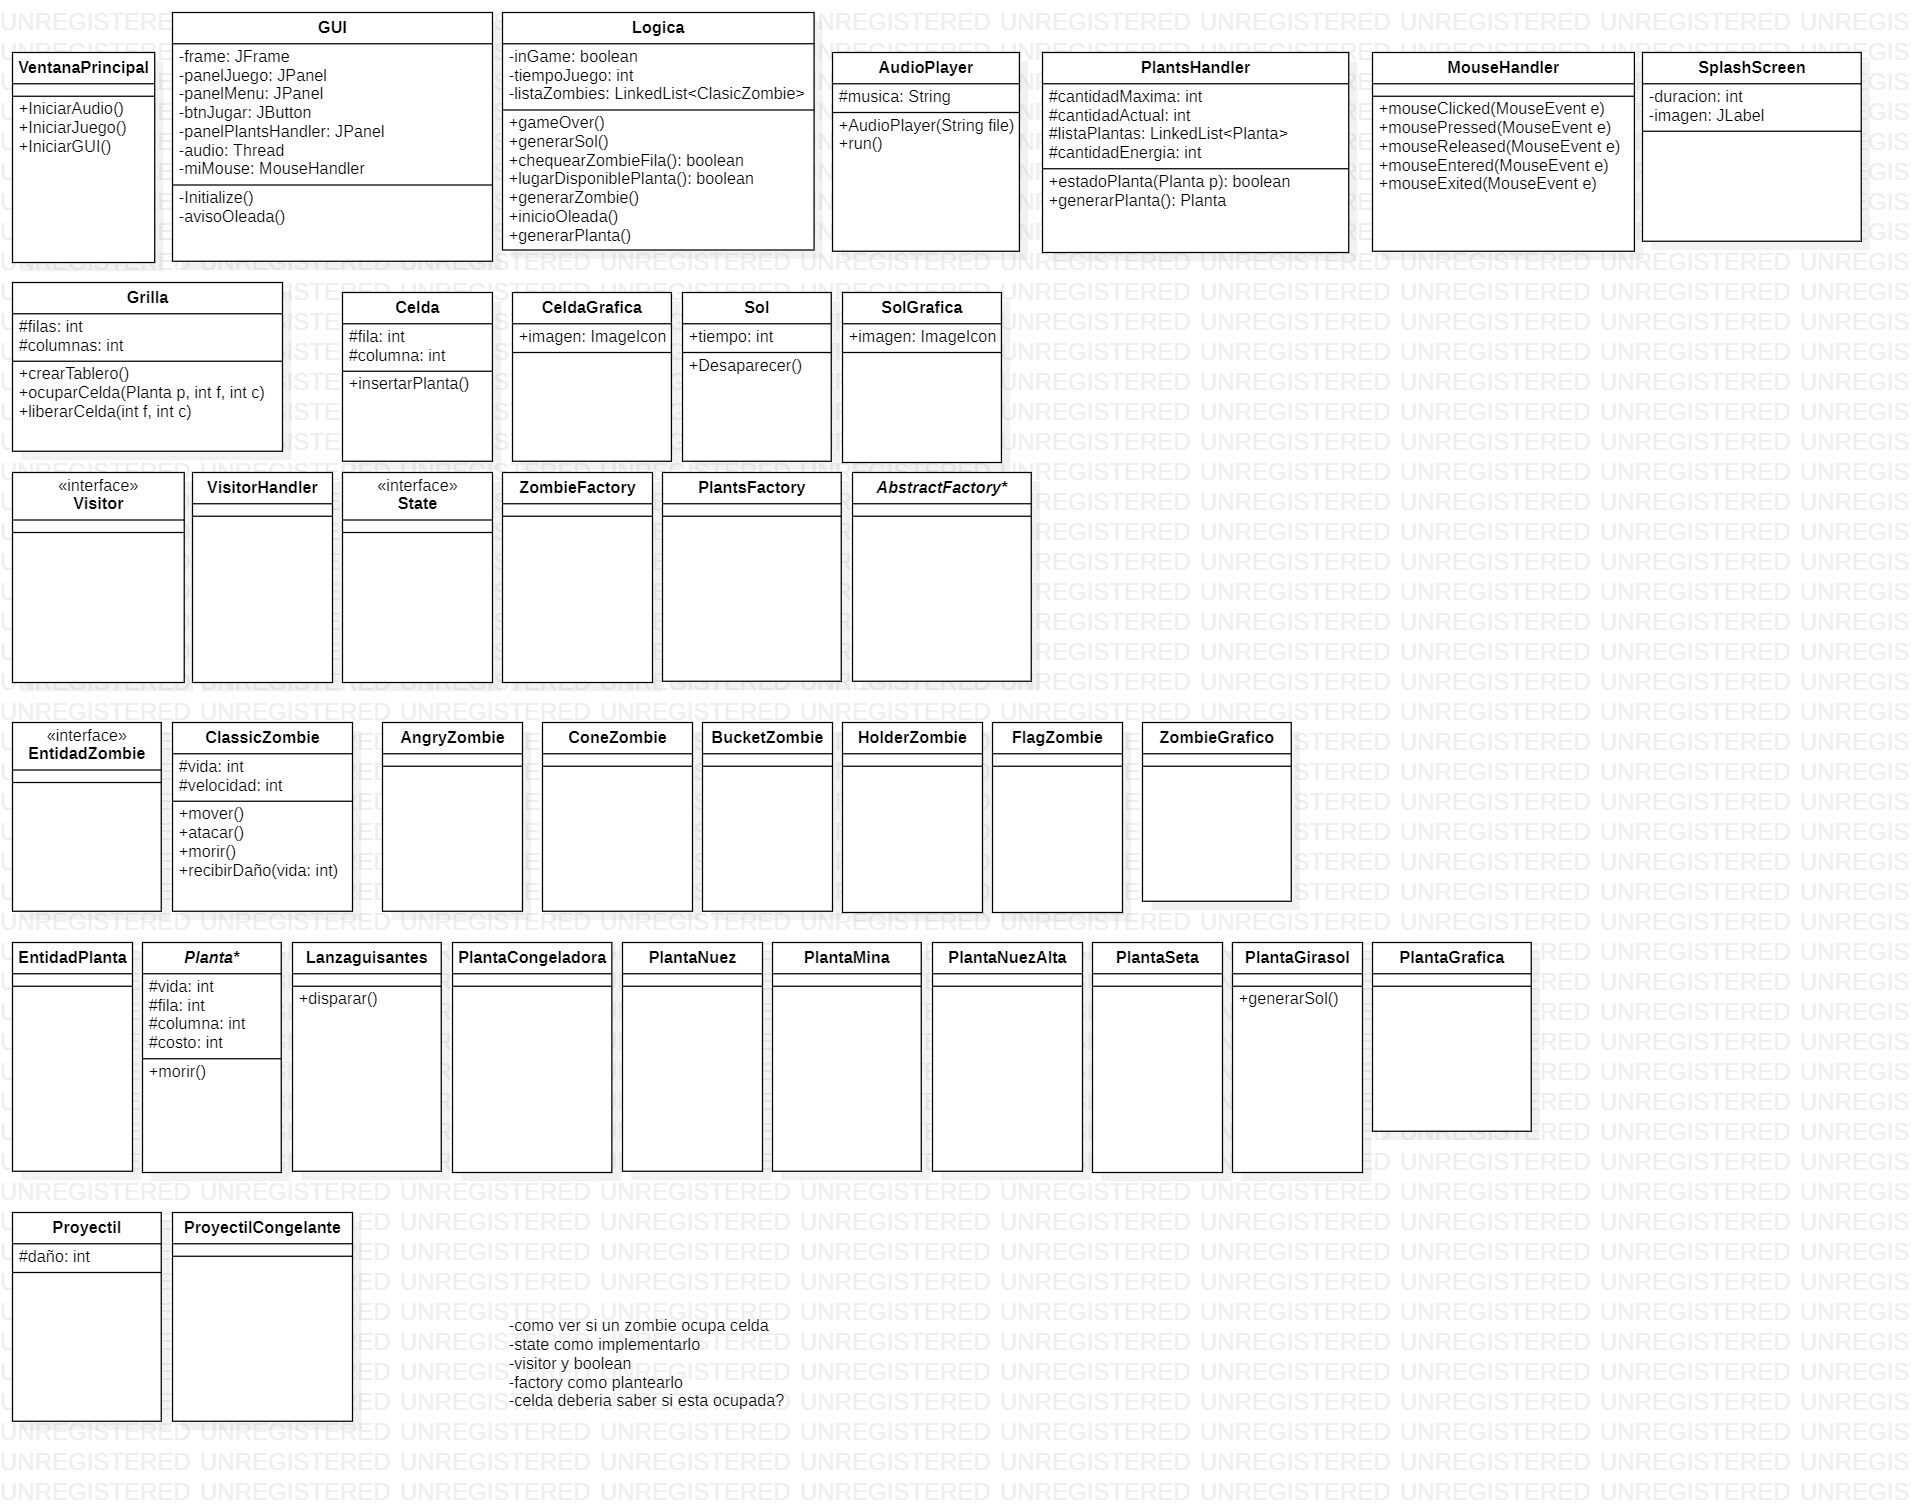 VentanaPrincipal
+IniciarAudio()
+IniciarJuego()
+IniciarGUI()
GUI
-frame: JFrame
-panelJuego: JPanel
-panelMenu: JPanel
-btnJugar: JButton
-panelPlantsHandler: JPanel
-audio: Thread
-miMouse: MouseHandler
-Initialize()
-avisoOleada()
Logica
-inGame: boolean
-tiempoJuego: int
-listaZombies: LinkedList<ClasicZombie>
+gameOver()
+generarSol()
+chequearZombieFila(): boolean
+lugarDisponiblePlanta(): boolean
+generarZombie()
+inicioOleada()
+generarPlanta()
AudioPlayer
#musica: String
+AudioPlayer(String file)
+run()
PlantsHandler
#cantidadMaxima: int
#cantidadActual: int
#listaPlantas: LinkedList<Planta>
#cantidadEnergia: int
+estadoPlanta(Planta p): boolean
+generarPlanta(): Planta
MouseHandler
+mouseClicked(MouseEvent e)
+mousePressed(MouseEvent e)
+mouseReleased(MouseEvent e)
+mouseEntered(MouseEvent e)
+mouseExited(MouseEvent e)
SplashScreen
-duracion: int
-imagen: JLabel
Grilla
#filas: int
#columnas: int
+crearTablero()
+ocuparCelda(Planta p, int f, int c)
+liberarCelda(int f, int c)
Celda
#fila: int
#columna: int
+insertarPlanta()
CeldaGrafica
+imagen: ImageIcon
Sol
+tiempo: int
+Desaparecer()
SolGrafica
+imagen: ImageIcon
«interface»
Visitor
VisitorHandler
«interface»
State
ZombieFactory
PlantsFactory
AbstractFactory*
«interface»
EntidadZombie
ClassicZombie
#vida: int
#velocidad: int
+mover()
+atacar()
+morir()
+recibirDaño(vida: int)
AngryZombie
ConeZombie
BucketZombie
HolderZombie
FlagZombie
ZombieGrafico
EntidadPlanta
Planta*
#vida: int
#fila: int
#columna: int
#costo: int
+morir()
Lanzaguisantes
+disparar()
PlantaCongeladora
PlantaNuez
PlantaMina
PlantaNuezAlta
PlantaSeta
PlantaGirasol
+generarSol()
PlantaGrafica
Proyectil
#daño: int
ProyectilCongelante
-como ver si un zombie ocupa celda
-state como implementarlo
-visitor y boolean
-factory como plantearlo
-celda deberia saber si esta ocupada?